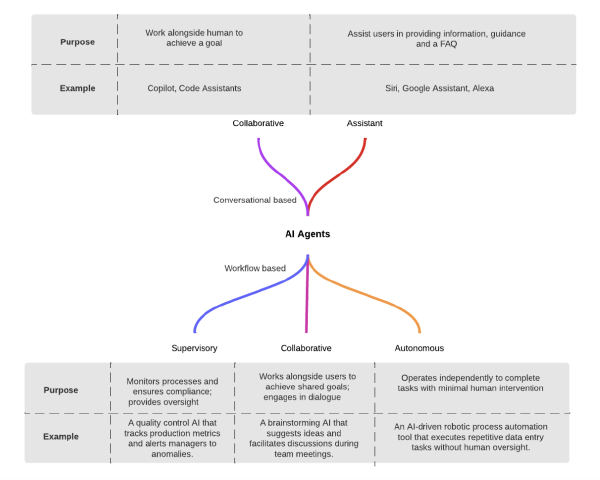 Purpose
Work alongside human to
achieve a goal
Assist users in providing information, guidance
and a FAQ
Example
Copilot, Code Assistants
Siri, Google Assistant, Alexa
Collaborative
Assistant
Conversational based
AI Agents
Workflow based
Supervisory
Collaborative
Autonomous
Purpose
Monitors processes and
ensures compliance;
provides oversight
Works alongside users to
achieve shared goals;
engages in dialogue
Operates independently to complete
tasks with minimal human intervention
Example
A quality control AI that
tracks production metrics
and alerts managers to
anomalies.
A brainstorming AI that
suggests ideas and
facilitates discussions during
team meetings.
An AI-driven robotic process automation
tool that executes repetitive data entry
tasks without human oversight.